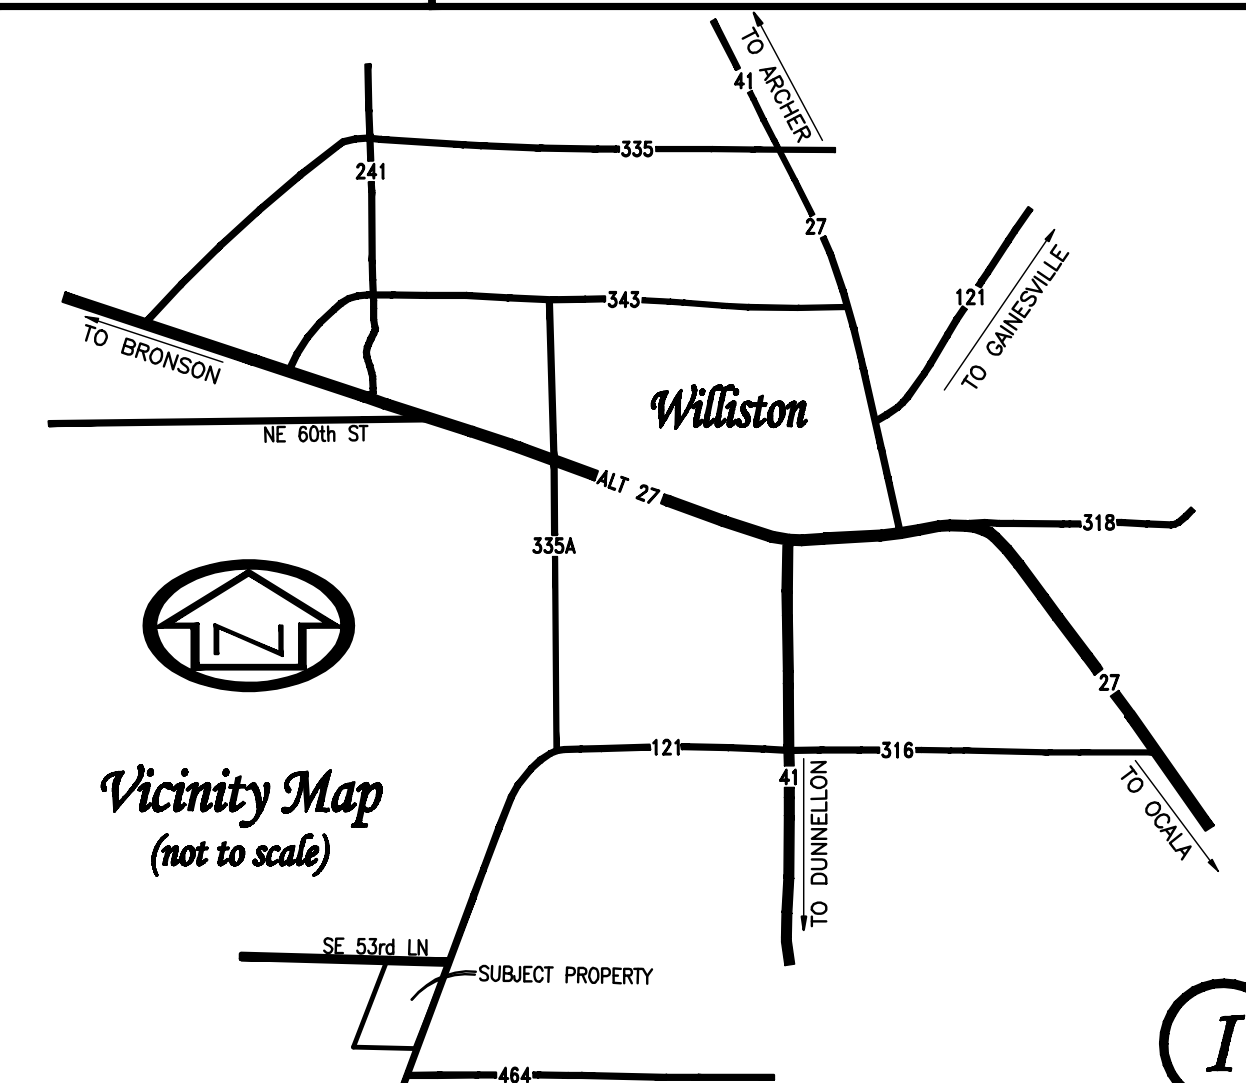 TO ARCHER
41
335
241
27
121
TO GAINESVILLE
343
TO BRONSON
Williston
NE 60th ST
ALT 27
318
335A
N
27
121
316
41
TO DUNNELLON
TO OCALA
Vicinity Map
(not to scale)
SE 53rd LN
SUBJECT PROPERTY
464
I